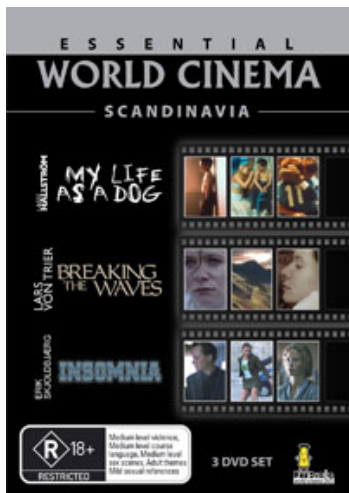 ESSENTIAL
WORLD CINEMA
SCANDINAVIA
HALLSTRÖM
MY LIFE
AS A DOG
LARS
VON TRIER
BREAKING
THE WAVES
ERIK
SKJOLDBJÆRG
INSOMNIA
R 18+
RESTRICTED
Medium level violence,
Medium level course
language, Medium level
sex scenes, Adult themes
Mild sexual references
3 DVD SET